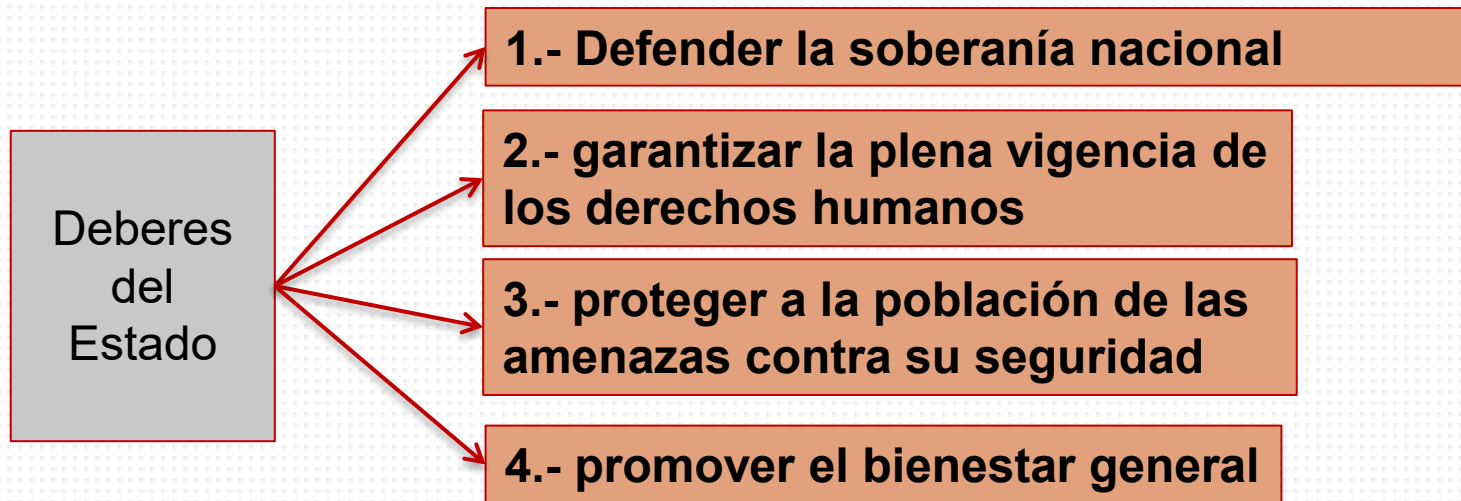 Deberes
del
Estado
1.- Defender la soberanía nacional
2.- garantizar la plena vigencia de
los derechos humanos
3.- proteger a la población de las
amenazas contra su seguridad
4.- promover el bienestar general